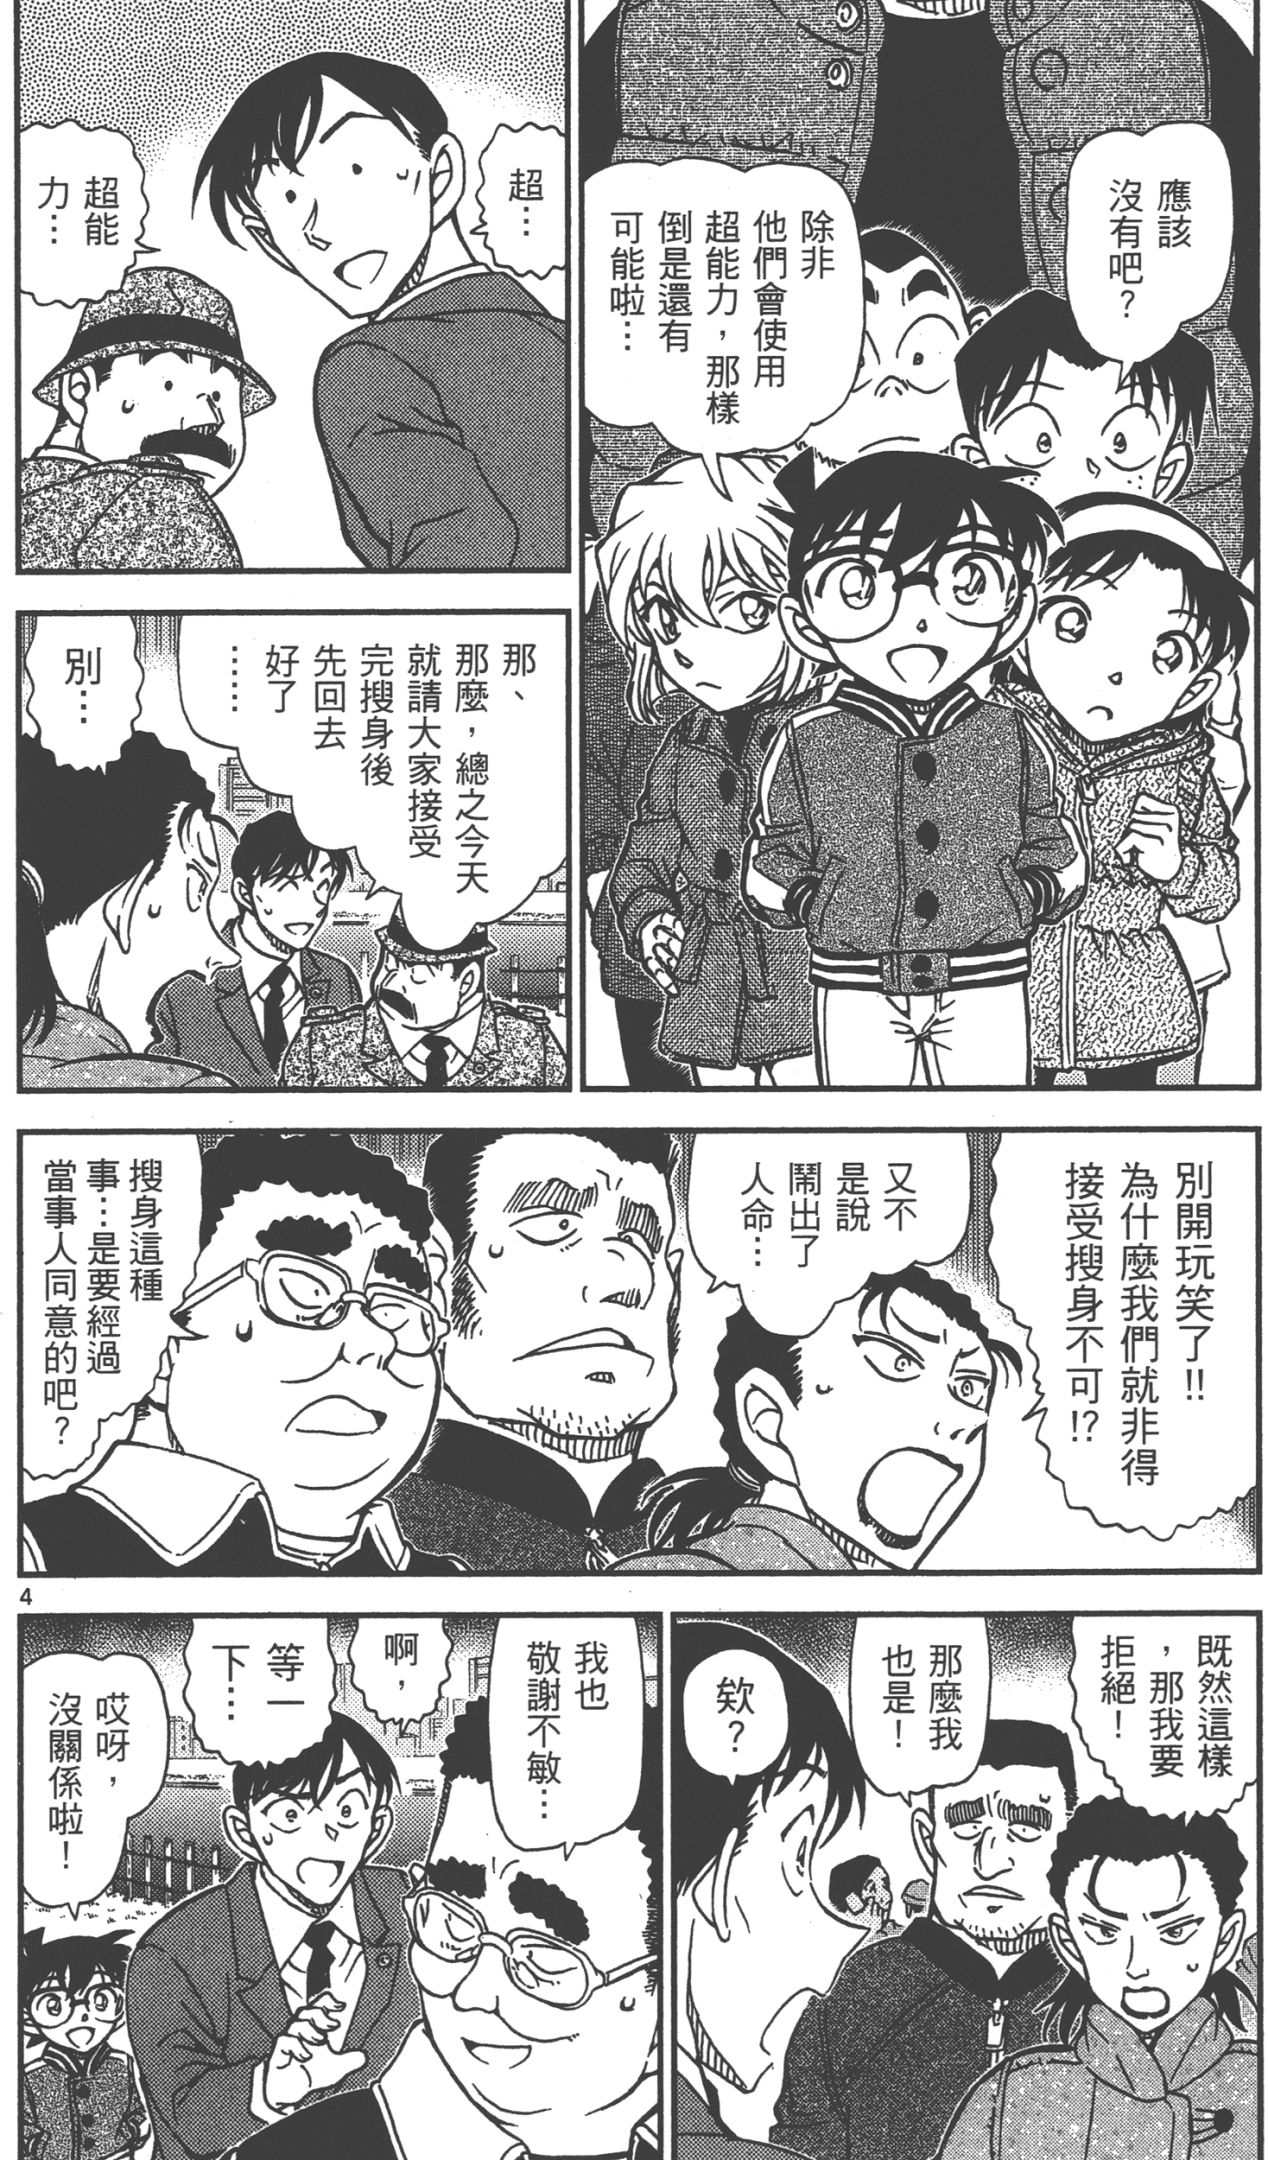 應該
沒有吧？
除非
他們會使用
超能力，那樣
倒是還有
可能啦…
超…
超能
力…
那、
那麼，總之今天
就請大家接受
完搜身後
先回去
好了
……
別…
別開玩笑了!!
為什麼我們就非得
接受搜身不可!?
又不
是說
鬧出了
人命…
搜身這種
事…是要經過
當事人同意的吧？
4
既然這樣
，那我要
拒絕！
那麼我
也是！
欸？
我也
敬謝不敏…
啊，
等一
下…
哎呀，
沒關係啦！